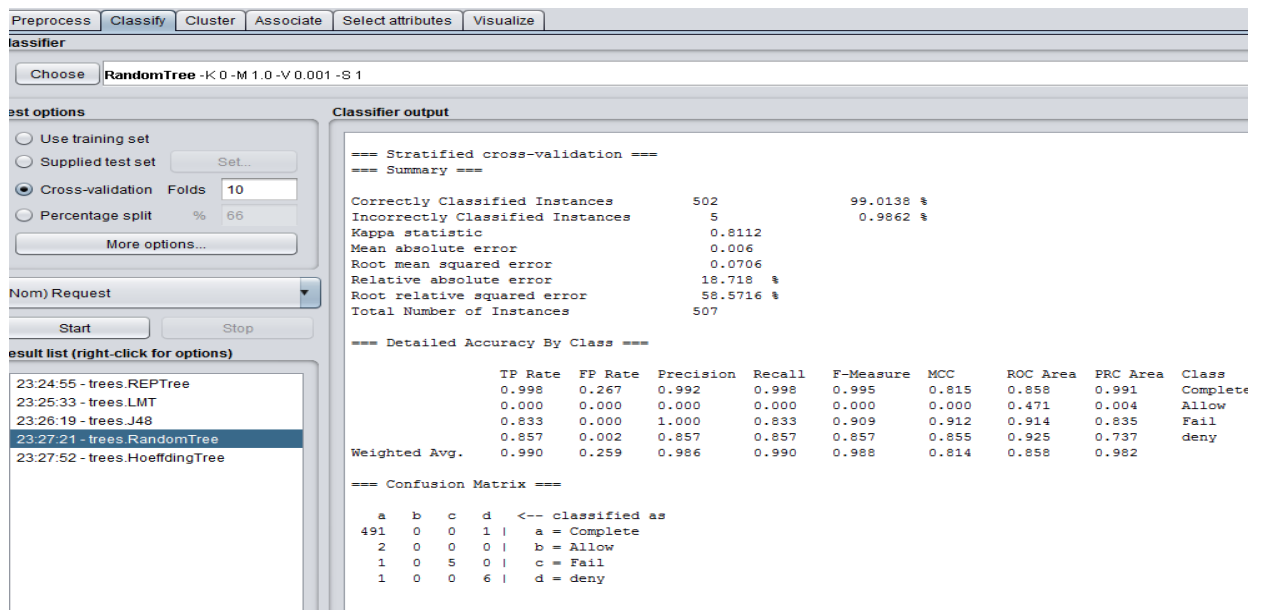 Preprocess Classify Cluster Associate Select attributes Visualize
lassifier
Choose RandomTree -K 0 -M 1.0 -V 0.001 -S 1
est options
Use training set
Supplied test set Set...
Cross-validation Folds 10
Percentage split % 66
More options...
Nom) Request
Start Stop
esult list (right-click for options)
23:24:55 - trees.REPTree
23:25:33 - trees.LMT
23:26:19 - trees.J48
23:27:21 - trees.RandomTree
23:27:52 - trees.HoeffdingTree
Classifier output
=== Stratified cross-validation ===
=== Summary ===
Correctly Classified Instances 502 99.0138 %
Incorrectly Classified Instances 5 0.9862 %
Kappa statistic 0.8112
Mean absolute error 0.006
Root mean squared error 0.0706
Relative absolute error 18.718 %
Root relative squared error 58.5716 %
Total Number of Instances 507
=== Detailed Accuracy By Class ===
TP Rate FP Rate Precision Recall F-Measure MCC ROC Area PRC Area Class
0.998 0.267 0.992 0.998 0.995 0.815 0.858 0.991 Complete
0.000 0.000 0.000 0.000 0.000 0.000 0.471 0.004 Allow
0.833 0.000 1.000 0.833 0.909 0.912 0.914 0.835 Fail
0.857 0.002 0.857 0.857 0.857 0.855 0.925 0.737 deny
Weighted Avg. 0.990 0.259 0.986 0.990 0.988 0.814 0.858 0.982
=== Confusion Matrix ===
a b c d <-- classified as
491 0 0 1 | a = Complete
2 0 0 0 | b = Allow
1 0 5 0 | c = Fail
1 0 0 6 | d = deny